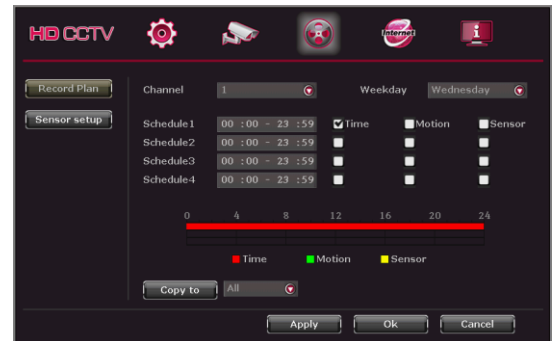 HD CCTV
Internet
Record Plan
Sensor setup
Channel 1 Weekday Wednesday
Schedule1 00 :00 - 23 :59 Time Motion Sensor
Schedule2 00 :00 - 23 :59
Schedule3 00 :00 - 23 :59
Schedule4 00 :00 - 23 :59
0 4 8 12 16 20 24
Time Motion Sensor
Copy to All
Apply Ok Cancel